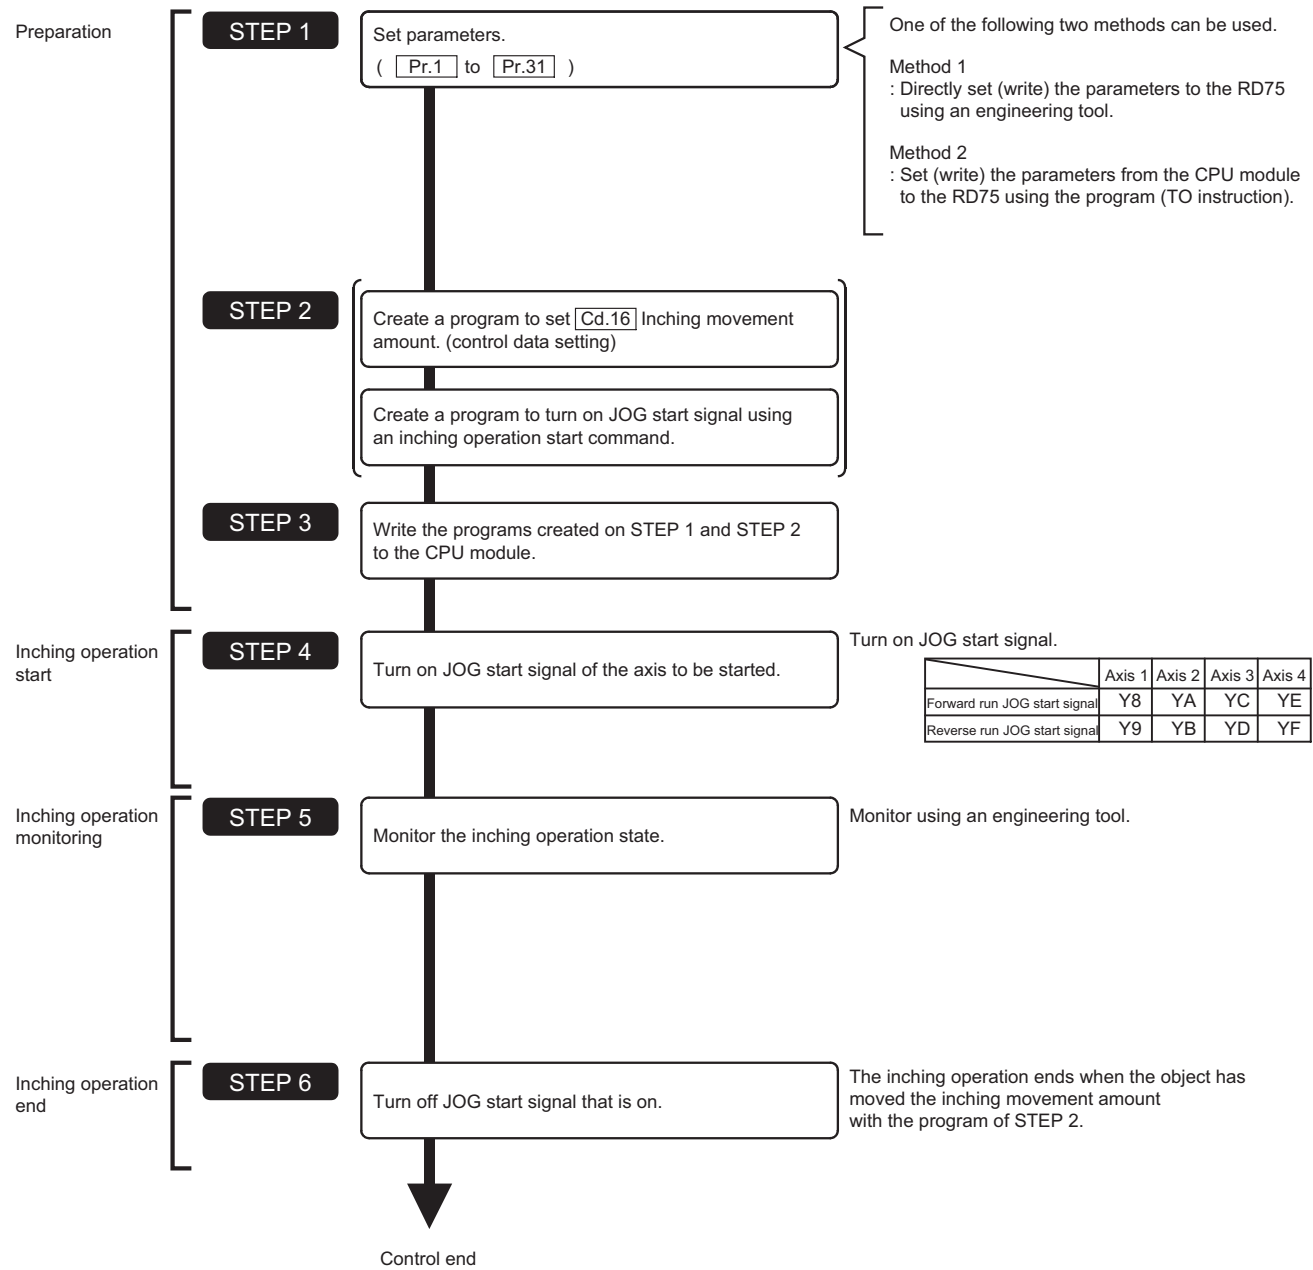 Preparation
STEP 1
Set parameters.
( Pr.1 to Pr.31 )
One of the following two methods can be used.
Method 1
: Directly set (write) the parameters to the RD75
using an engineering tool.
Method 2
: Set (write) the parameters from the CPU module
to the RD75 using the program (TO instruction).
STEP 2
Create a program to set Cd.16 Inching movement
amount. (control data setting)
Create a program to turn on JOG start signal using
an inching operation start command.
STEP 3
Write the programs created on STEP 1 and STEP 2
to the CPU module.
Inching operation
start
STEP 4
Turn on JOG start signal of the axis to be started.
Turn on JOG start signal.
Axis 1 Axis 2 Axis 3 Axis 4
Forward run JOG start signal Y8 YA YC YE
Reverse run JOG start signal Y9 YB YD YF
Inching operation
monitoring
STEP 5
Monitor the inching operation state.
Monitor using an engineering tool.
Inching operation
end
STEP 6
Turn off JOG start signal that is on.
The inching operation ends when the object has
moved the inching movement amount
with the program of STEP 2.
Control end